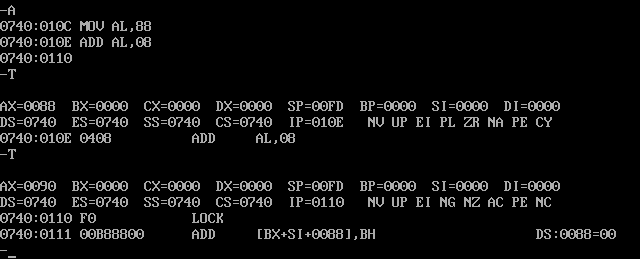 -A
0740:010C MOV AL,88
0740:010E ADD AL,08
0740:0110
-T
AX=0088 BX=0000 CX=0000 DX=0000 SP=00FD BP=0000 SI=0000 DI=0000
DS=0740 ES=0740 SS=0740 CS=0740 IP=010E NV UP EI PL ZR NA PE CY
0740:010E 0408 ADD AL,08
-T
AX=0090 BX=0000 CX=0000 DX=0000 SP=00FD BP=0000 SI=0000 DI=0000
DS=0740 ES=0740 SS=0740 CS=0740 IP=0110 NV UP EI NG NZ AC PE NC
0740:0110 F0 LOCK
0740:0111 00B88800 ADD [BX+SI+0088],BH DS:0088=00
-_